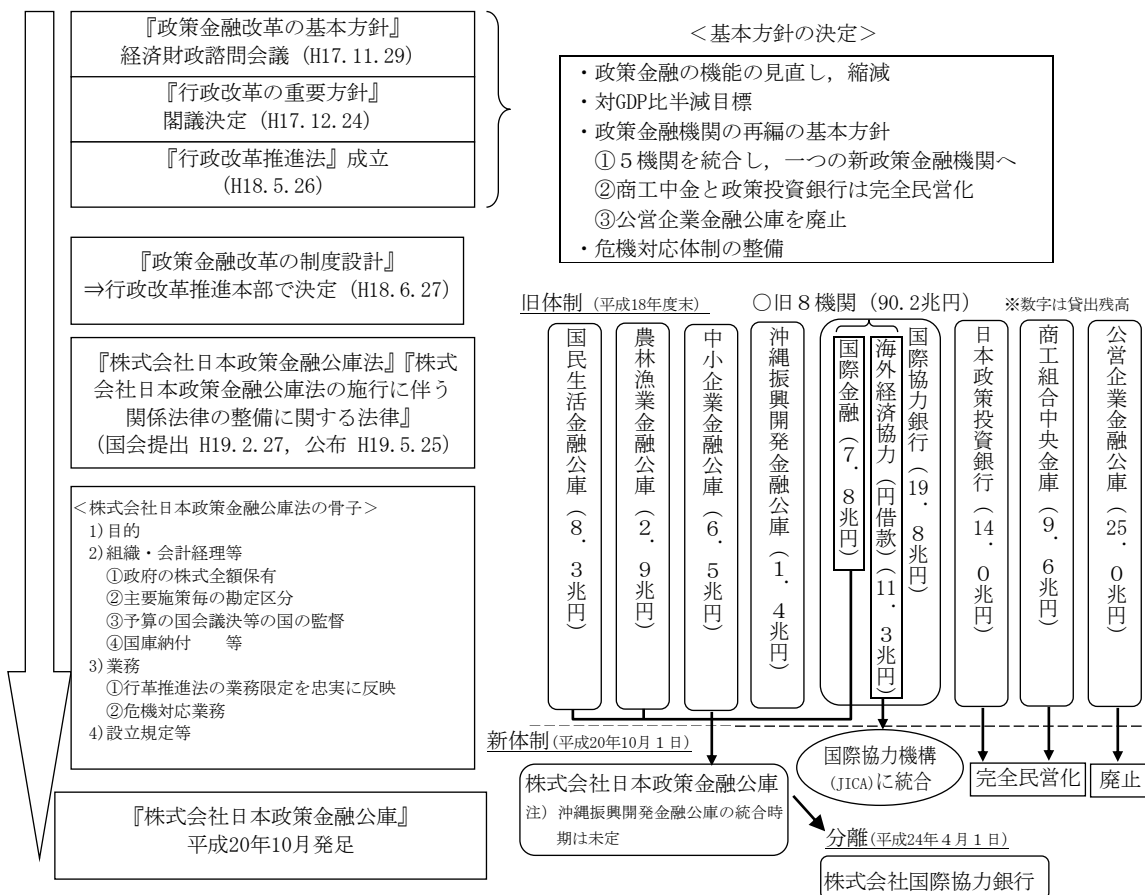 『政策金融改革の基本方針』
経済財政諮問会議 (H17.11.29)
『行政改革の重要方針』
閣議決定 (H17.12.24)
『行政改革推進法』成立
(H18.5.26)
『政策金融改革の制度設計』
⇒行政改革推進本部で決定 (H18.6.27)
『株式会社日本政策金融公庫法』『株式
会社日本政策金融公庫法の施行に伴う
関係法律の整備に関する法律』
(国会提出 H19.2.27, 公布 H19.5.25)
<株式会社日本政策金融公庫法の骨子>
1)目的
2)組織・会計経理等
①政府の株式全額保有
②主要施策毎の勘定区分
③予算の国会議決等の国の監督
④国庫納付　　等
3)業務
①行革推進法の業務限定を忠実に反映
②危機対応業務
4)設立規定等
『株式会社日本政策金融公庫』
平成20年10月発足
<基本方針の決定>
・政策金融の機能の見直し，縮減
・対GDP比半減目標
・政策金融機関の再編の基本方針
①５機関を統合し，一つの新政策金融機関へ
②商工中金と政策投資銀行は完全民営化
③公営企業金融公庫を廃止
・危機対応体制の整備
旧体制 (平成18年度末)　○旧８機関 (90.2兆円)　※数字は貸出残高
国民生活金融公庫（８．３兆円）
農林漁業金融公庫（２．９兆円）
中小企業金融公庫（６．５兆円）
沖縄振興開発金融公庫（１．４兆円）
国際金融（７．８兆円）
海外経済協力（円借款）（11．３兆円）
国際協力銀行（19．８兆円）
日本政策投資銀行（14．０兆円）
商工組合中央金庫（９．６兆円）
公営企業金融公庫（25．０兆円）
新体制(平成20年10月１日)
株式会社日本政策金融公庫
注）沖縄振興開発金融公庫の統合時
期は未定
国際協力機構
(JICA)に統合
完全民営化
廃止
分離(平成24年４月１日)
株式会社国際協力銀行